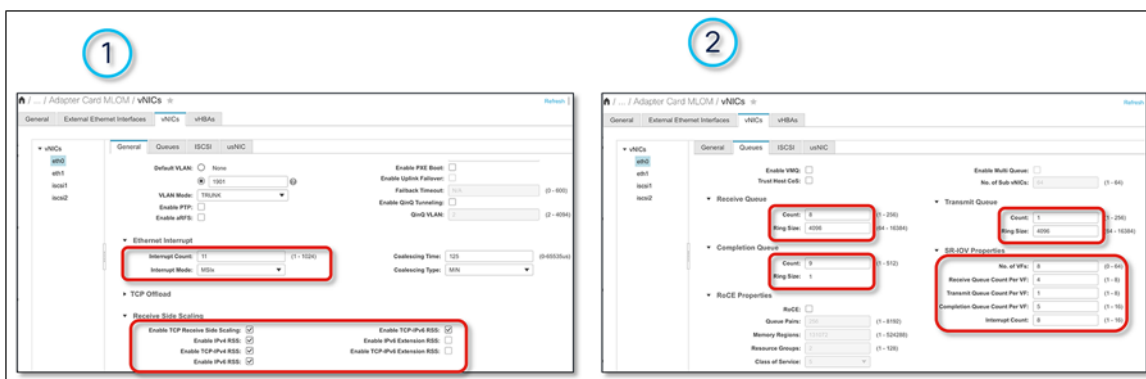 1
/ ... / Adapter Card MLOM / vNICs
Refresh
General External Ethernet Interfaces vNICs vHBAs
vNICs
eth0
eth1
iscsi1
iscsi2
General Queues ISCSI usNIC
Default VLAN: None
1901
VLAN Mode: TRUNK
Enable PTP:
Enable aRFS:
Enable PXE Boot:
Enable Uplink Failover:
Failback Timeout: N/A (0 - 600)
Enable QinQ Tunneling:
QinQ VLAN: 2 (2 - 4094)
Ethernet Interrupt
Interrupt Count: 11 (1 - 1024)
Interrupt Mode: MSIx
Coalescing Time: 125 (0-65535us)
Coalescing Type: MIN
TCP Offload
Receive Side Scaling
Enable TCP Receive Side Scaling:
Enable IPv4 RSS:
Enable TCP-IPv4 RSS:
Enable IPv6 RSS:
Enable TCP-IPv6 RSS:
Enable IPv6 Extension RSS:
Enable TCP-IPv6 Extension RSS:
2
/ ... / Adapter Card MLOM / vNICs
Refresh
General External Ethernet Interfaces vNICs vHBAs
vNICs
eth0
eth1
iscsi1
iscsi2
General Queues ISCSI usNIC
Enable VMQ:
Trust Host CoS:
Enable Multi Queue:
No. of Sub vNICs: 64 (1 - 64)
Receive Queue
Count: 8 (1 - 256)
Ring Size: 4096 (64 - 16384)
Completion Queue
Count: 9 (1 - 512)
Ring Size: 1
RoCE Properties
RoCE:
Queue Pairs: (1 - 8192)
Memory Regions: (1 - 524288)
Resource Groups: 2 (1 - 128)
Class of Service: 5
Transmit Queue
Count: 1 (1 - 256)
Ring Size: 4096 (64 - 16384)
SR-IOV Properties
No. of VFs: 8 (0 - 64)
Receive Queue Count Per VF: 4 (1 - 8)
Transmit Queue Count Per VF: 1 (1 - 8)
Completion Queue Count Per VF: 5 (1 - 16)
Interrupt Count: 8 (1 - 16)